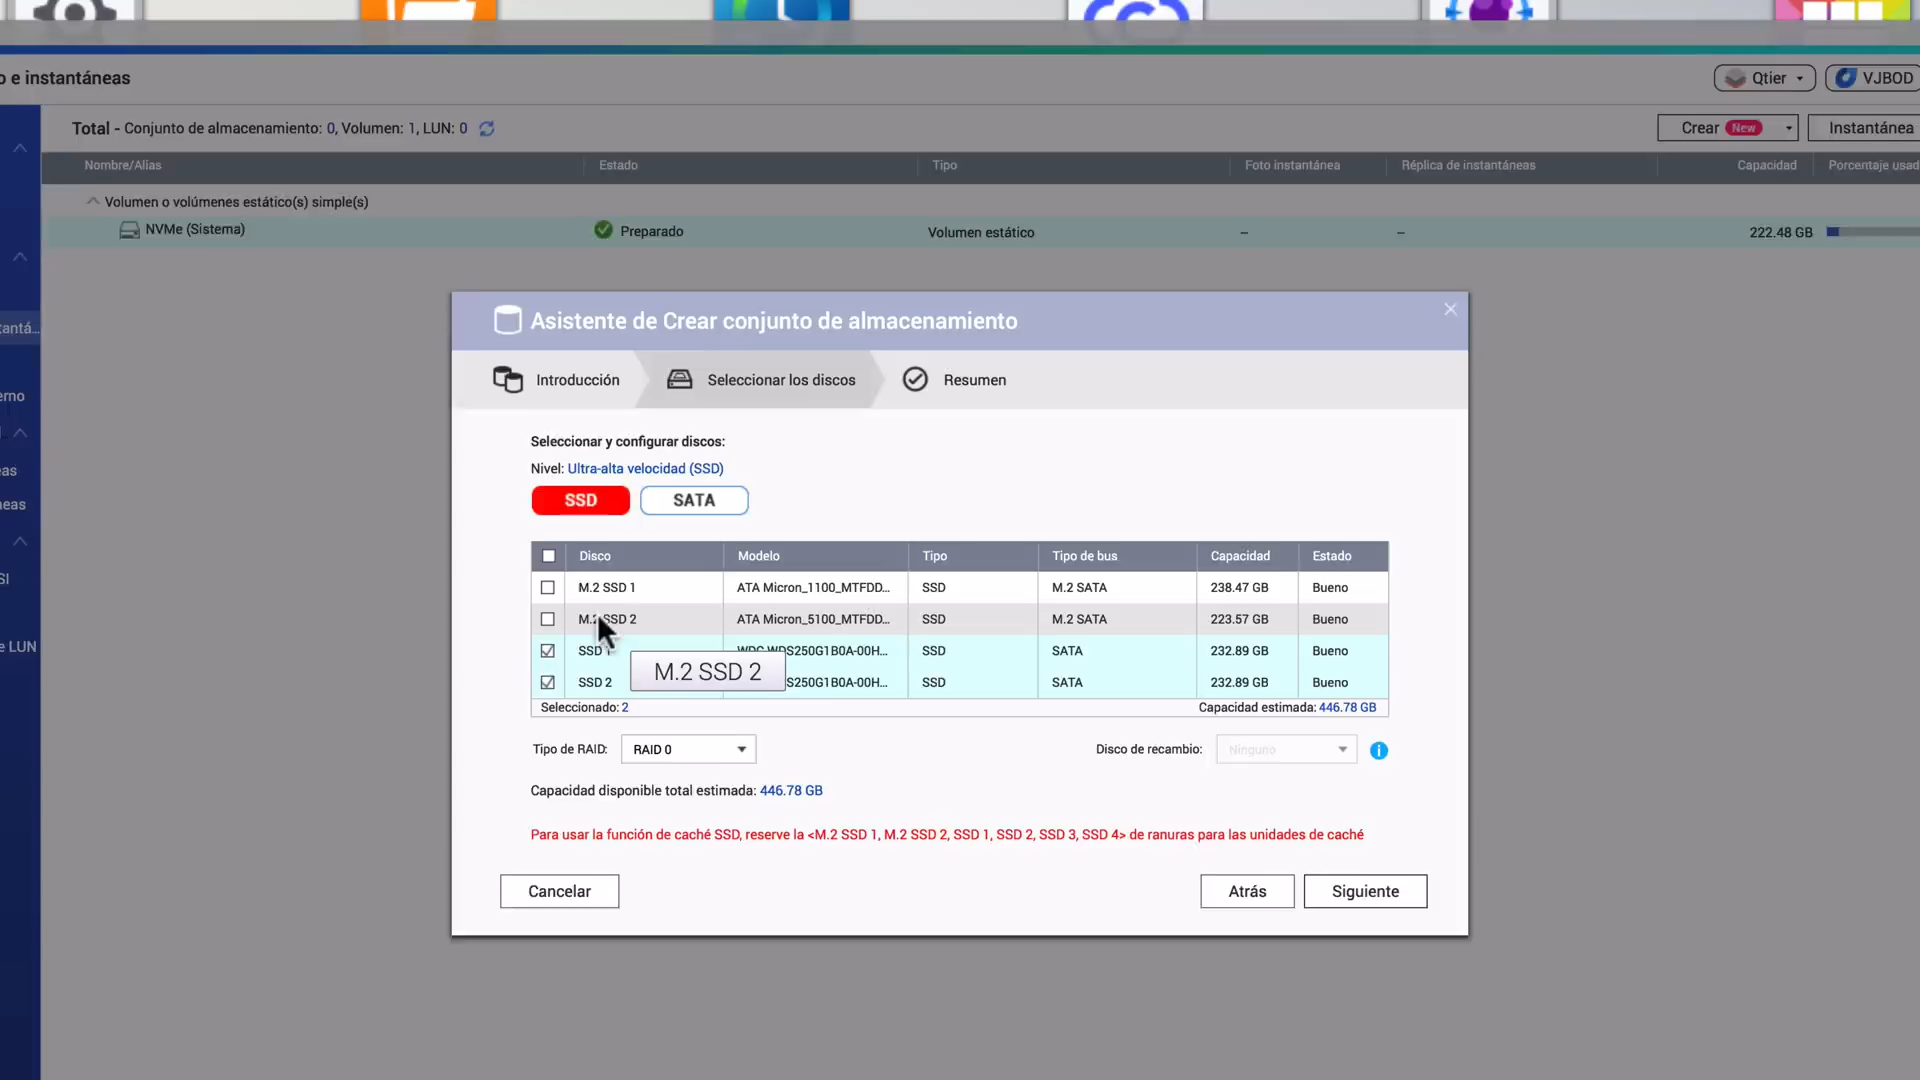 o e instantáneas
Qtier
VJBOD
Total - Conjunto de almacenamiento: 0, Volumen: 1, LUN: 0
Crear New
Instantánea
Nombre/Alias Estado Tipo Foto instantánea Réplica de instantáneas Capacidad Porcentaje usad
Volumen o volúmenes estático(s) simple(s)
NVMe (Sistema) Preparado Volumen estático – – 222.48 GB
tantá...
erno
eas
neas
SI
e LUN
Asistente de Crear conjunto de almacenamiento
Introducción
Seleccionar los discos
Resumen
Seleccionar y configurar discos:
Nivel: Ultra-alta velocidad (SSD)
SSD
SATA
Disco Modelo Tipo Tipo de bus Capacidad Estado
M.2 SSD 1 ATA Micron_1100_MTFDD... SSD M.2 SATA 238.47 GB Bueno
M.2 SSD 2 ATA Micron_5100_MTFDD... SSD M.2 SATA 223.57 GB Bueno
SSD 1 WDC WDS250G1B0A-00H... SSD SATA 232.89 GB Bueno
SSD 2 S250G1B0A-00H... SSD SATA 232.89 GB Bueno
M.2 SSD 2
Seleccionado: 2 Capacidad estimada: 446.78 GB
Tipo de RAID: RAID 0 Disco de recambio: Ninguno
Capacidad disponible total estimada: 446.78 GB
Para usar la función de caché SSD, reserve la <M.2 SSD 1, M.2 SSD 2, SSD 1, SSD 2, SSD 3, SSD 4> de ranuras para las unidades de caché
Cancelar
Atrás
Siguiente